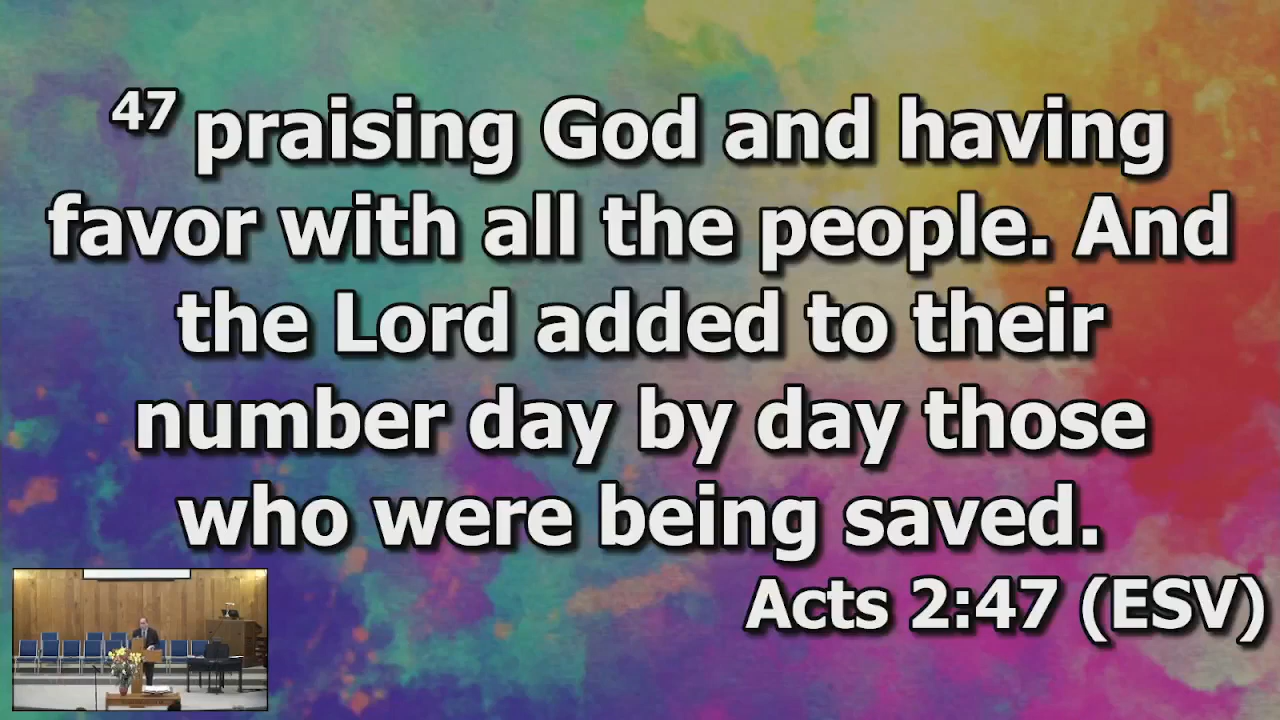 47 praising God and having
favor with all the people. And
the Lord added to their
number day by day those
who were being saved.
Acts 2:47 (ESV)